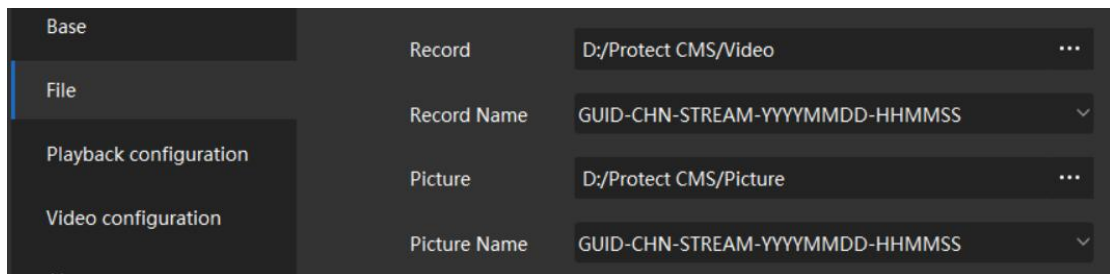 Base
File
Playback configuration
Video configuration
Record D:/Protect CMS/Video ...
Record Name GUID-CHN-STREAM-YYYYMMDD-HHMMSS
Picture D:/Protect CMS/Picture ...
Picture Name GUID-CHN-STREAM-YYYYMMDD-HHMMSS